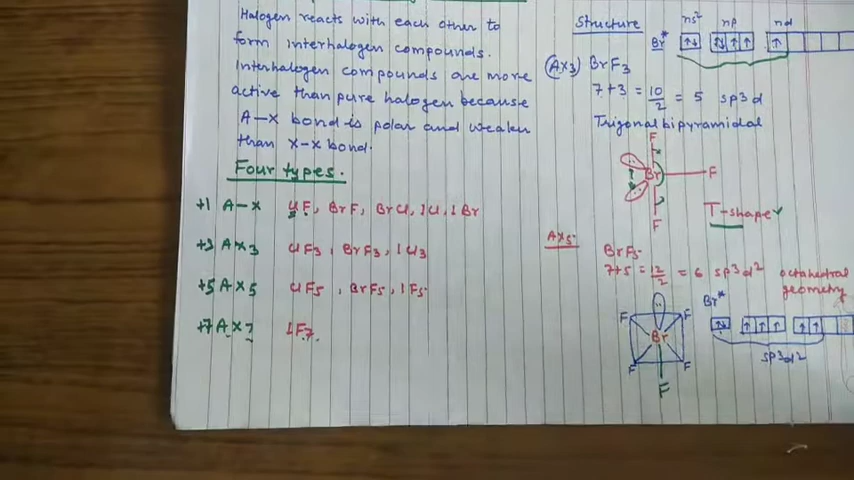 Halogen reacts with each other to
form interhalogen compounds.
Interhalogen compounds are more
active than pure halogen because
A-X bond is polar and weaker
than X-X bond.
Four types.
+1 A-X ClF, BrF, BrCl, ICl, IBr
+3 AX3 ClF3, BrF3, ICl3
+5 AX5 ClF5, BrF5, IF5
+7 AX7 IF7.
Structure
ns² np nd
Br*
(AX3) BrF3
7+3 = 10/2 = 5 sp3d
Trigonal bipyramidal
F
Br F
F
T-shape
AX5:
BrF5
7+5 = 12/2 = 6 sp3d2 octahedral
geometry
Br*
F F
Br
F F
F
sp3d2